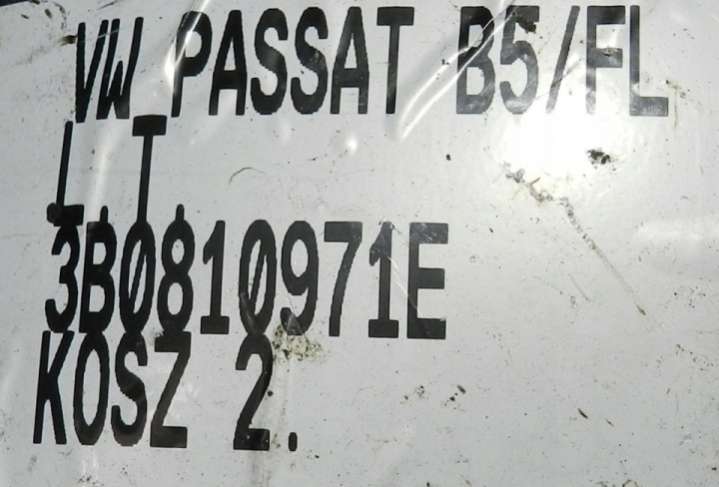 VW PASSAT B5/FL
L.T.
3B0810971E
KOSZ 2.